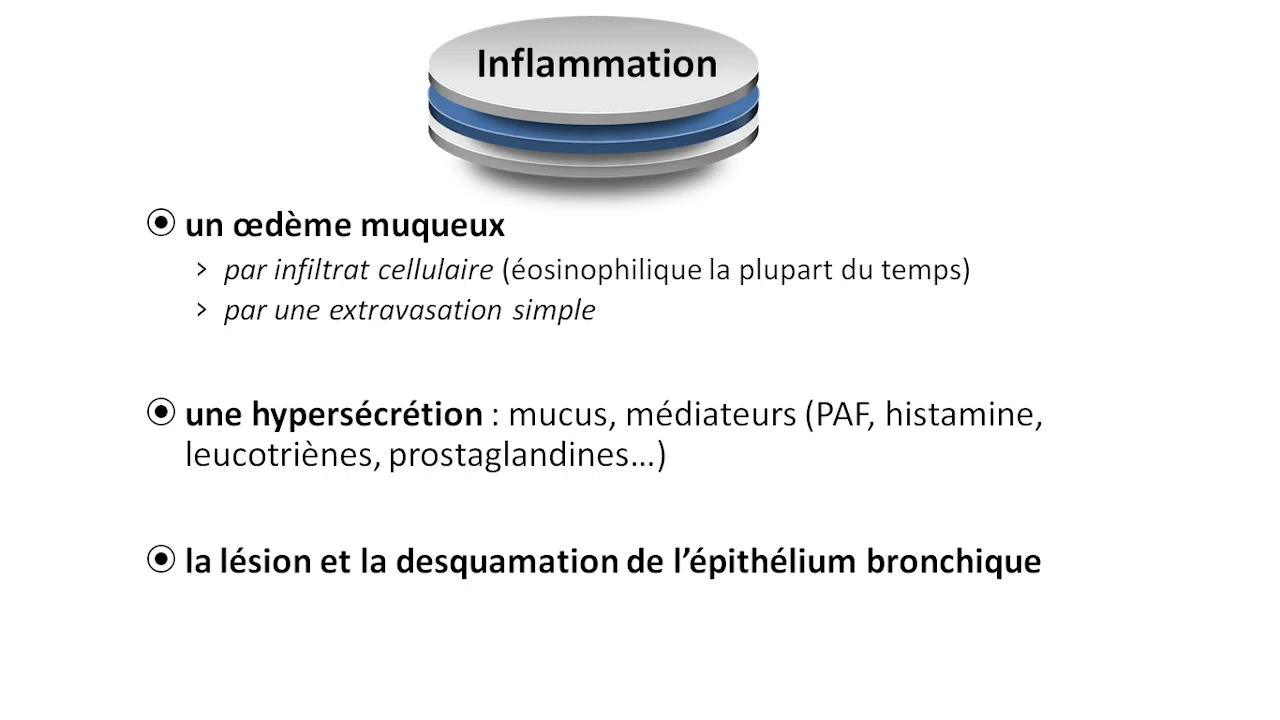 Inflammation
un œdème muqueux
> par infiltrat cellulaire (éosinophilique la plupart du temps)
> par une extravasation simple
une hypersécrétion : mucus, médiateurs (PAF, histamine,
leucotriènes, prostaglandines...)
la lésion et la desquamation de l’épithélium bronchique